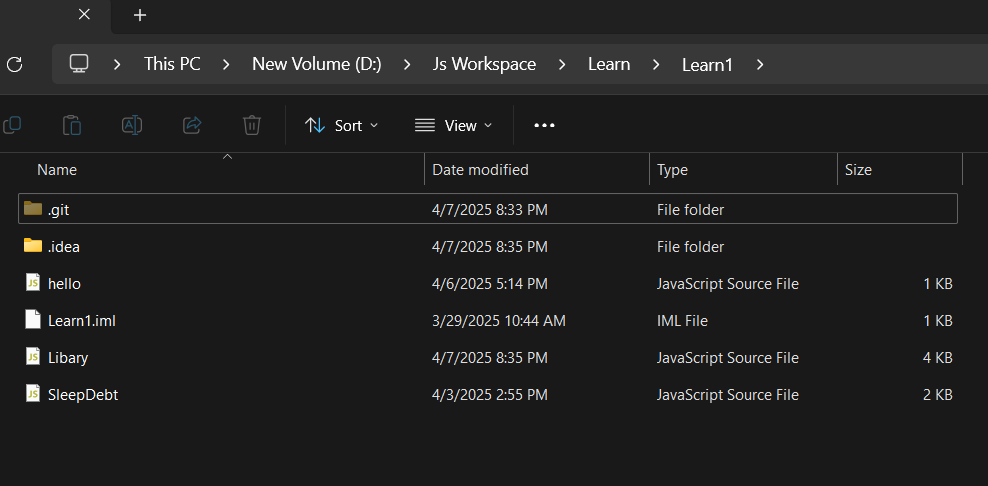 This PC > New Volume (D:) > Js Workspace > Learn > Learn1 >
Sort View ...
Name Date modified Type Size
.git 4/7/2025 8:33 PM File folder
.idea 4/7/2025 8:35 PM File folder
JS hello 4/6/2025 5:14 PM JavaScript Source File 1 KB
Learn1.iml 3/29/2025 10:44 AM IML File 1 KB
JS Libary 4/7/2025 8:35 PM JavaScript Source File 4 KB
JS SleepDebt 4/3/2025 2:55 PM JavaScript Source File 2 KB